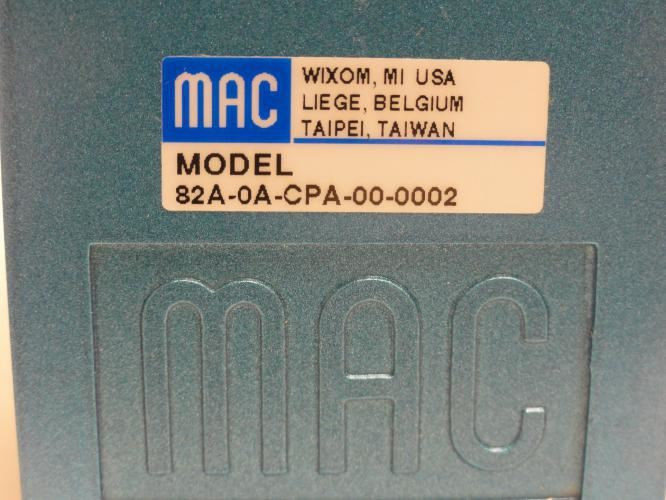 MAC
WIXOM, MI USA
LIEGE, BELGIUM
TAIPEI, TAIWAN
MODEL
82A-0A-CPA-00-0002
MAC